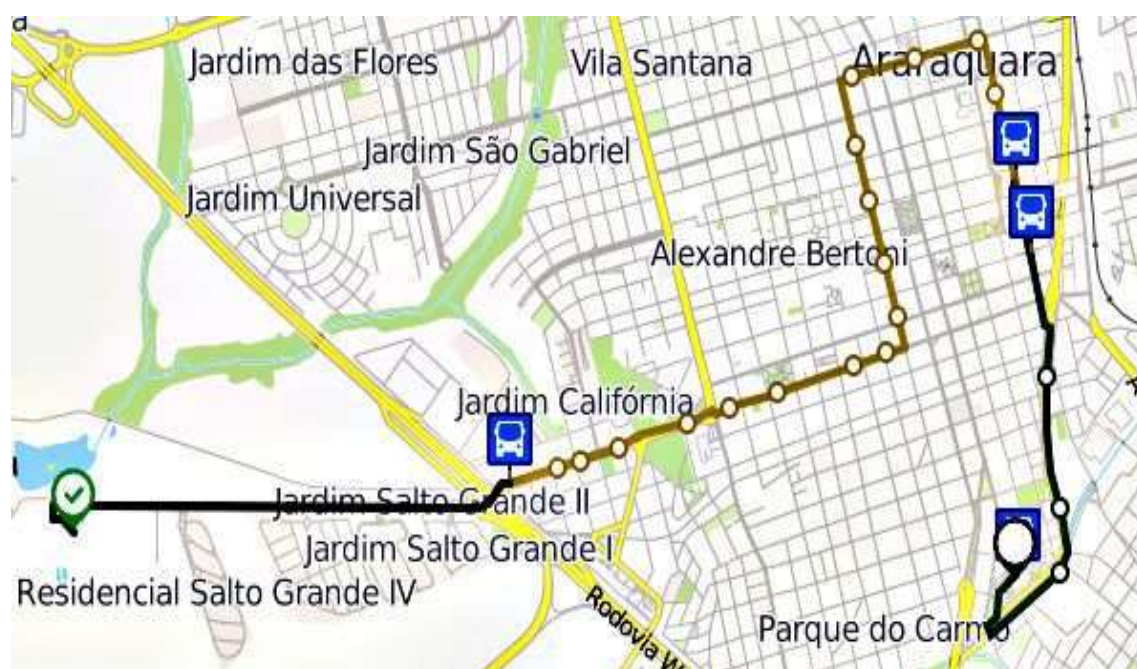 a
Jardim das Flores
Vila Santana
Araraquara
Jardim São Gabriel
Jardim Universal
Alexandre Bertoni
Jardim Califórnia
Jardim Salto Grande II
Jardim Salto Grande I
Residencial Salto Grande IV
Rodovia W
Parque do Carmo